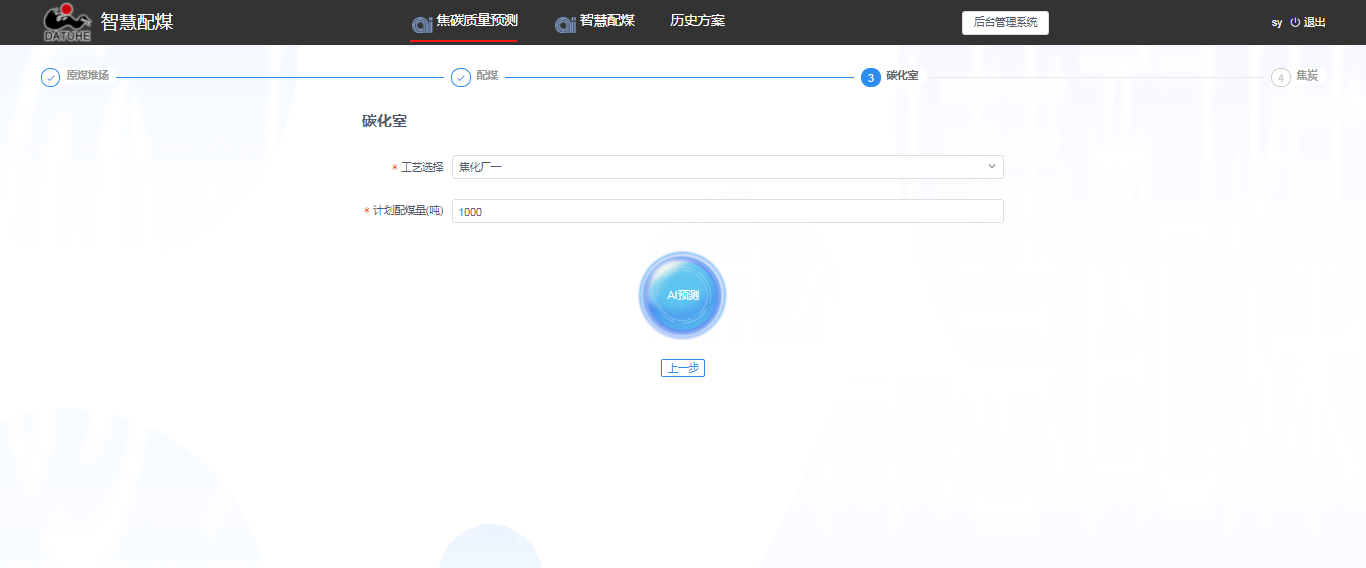 DATUHE
智慧配煤
ai 焦碳质量预测
ai 智慧配煤
历史方案
后台管理系统
sy 退出
原煤堆场
配煤
3 碳化室
4 焦炭
碳化室
* 工艺选择 焦化厂一
* 计划配煤量(吨) 1000
AI预测
上一步